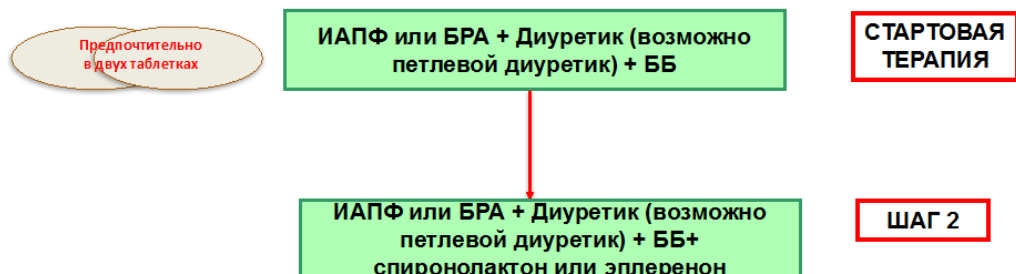 Предпочтительно
в двух таблетках
ИАПФ или БРА + Диуретик (возможно
петлевой диуретик) + ББ
СТАРТОВАЯ
ТЕРАПИЯ
ИАПФ или БРА + Диуретик (возможно
петлевой диуретик) + ББ+
спиронолактон или эплеренон
ШАГ 2